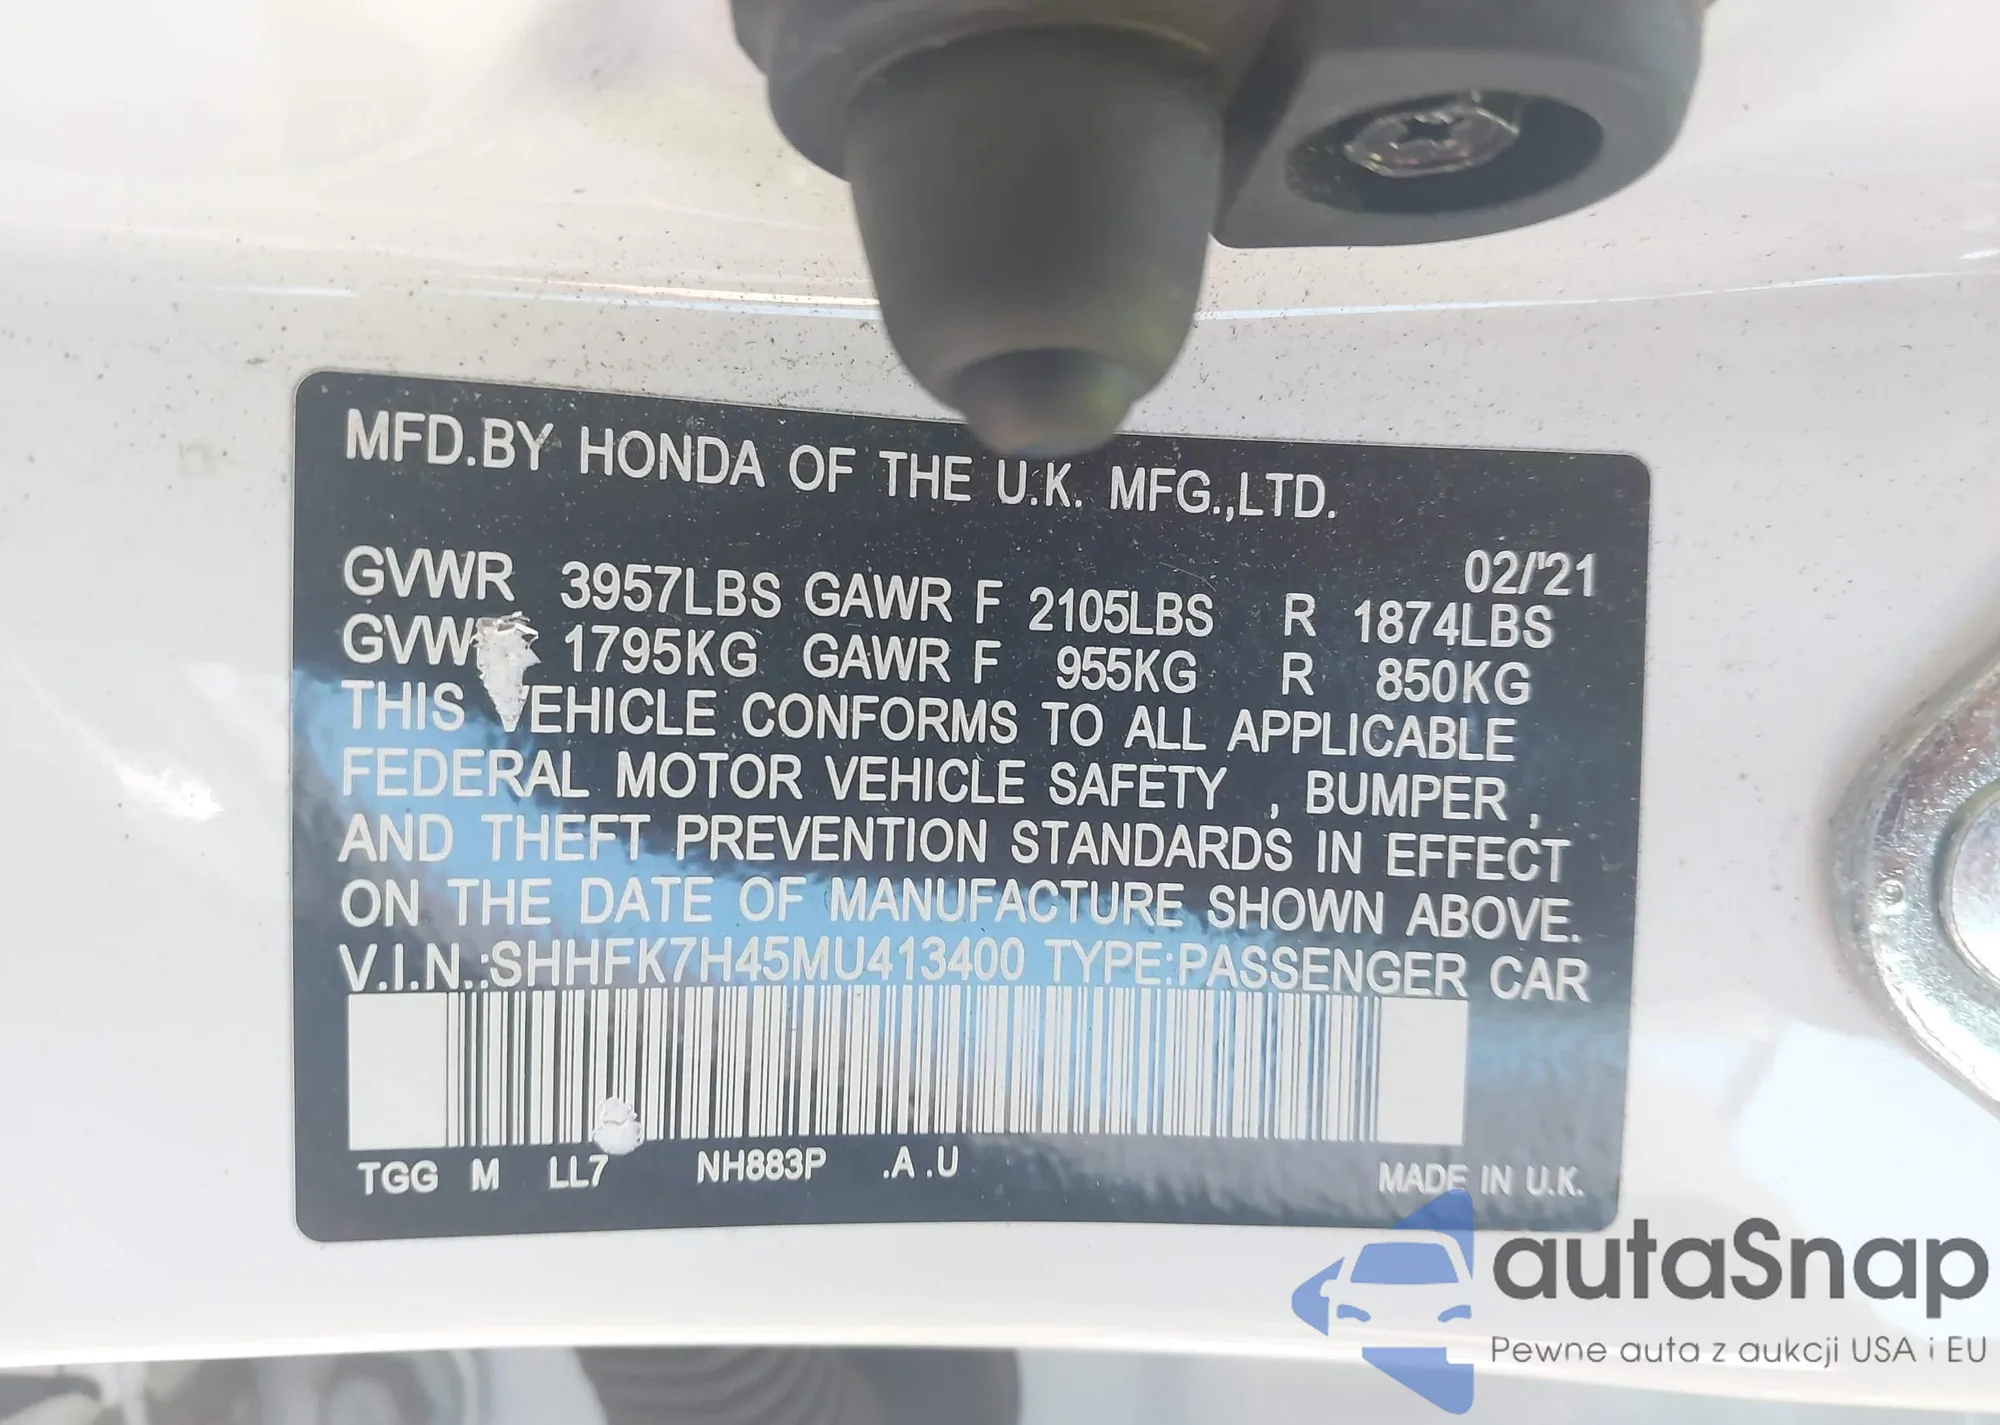 MFD.BY HONDA OF THE U.K. MFG.,LTD.
02/'21
GVWR 3957LBS GAWR F 2105LBS R 1874LBS
GVWR 1795KG GAWR F 955KG R 850KG
THIS VEHICLE CONFORMS TO ALL APPLICABLE
FEDERAL MOTOR VEHICLE SAFETY , BUMPER ,
AND THEFT PREVENTION STANDARDS IN EFFECT
ON THE DATE OF MANUFACTURE SHOWN ABOVE.
V.I.N.:SHHFK7H45MU413400 TYPE:PASSENGER CAR
TGG M LL7 NH883P .A .U MADE IN U.K.
autaSnap
Pewne auta z aukcji USA i EU